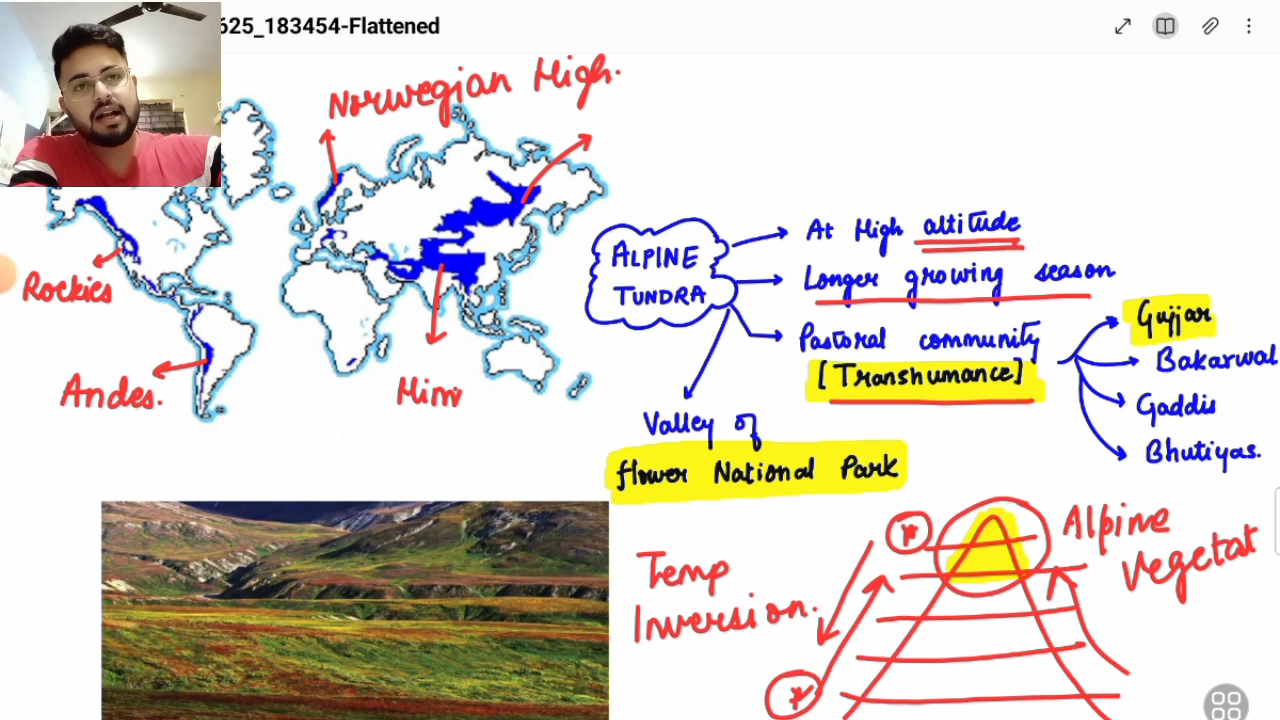 625_183454-Flattened
Norwegian High.
Rockies
Andes.
Him
ALPINE
TUNDRA
At High altitude
Longer growing season
Pastoral community
[Transhumance]
Gujjar
Bakarwal
Gaddis
Bhutiyas.
Valley of
flower National Park
Temp
Inversion.
Alpine
Vegetat